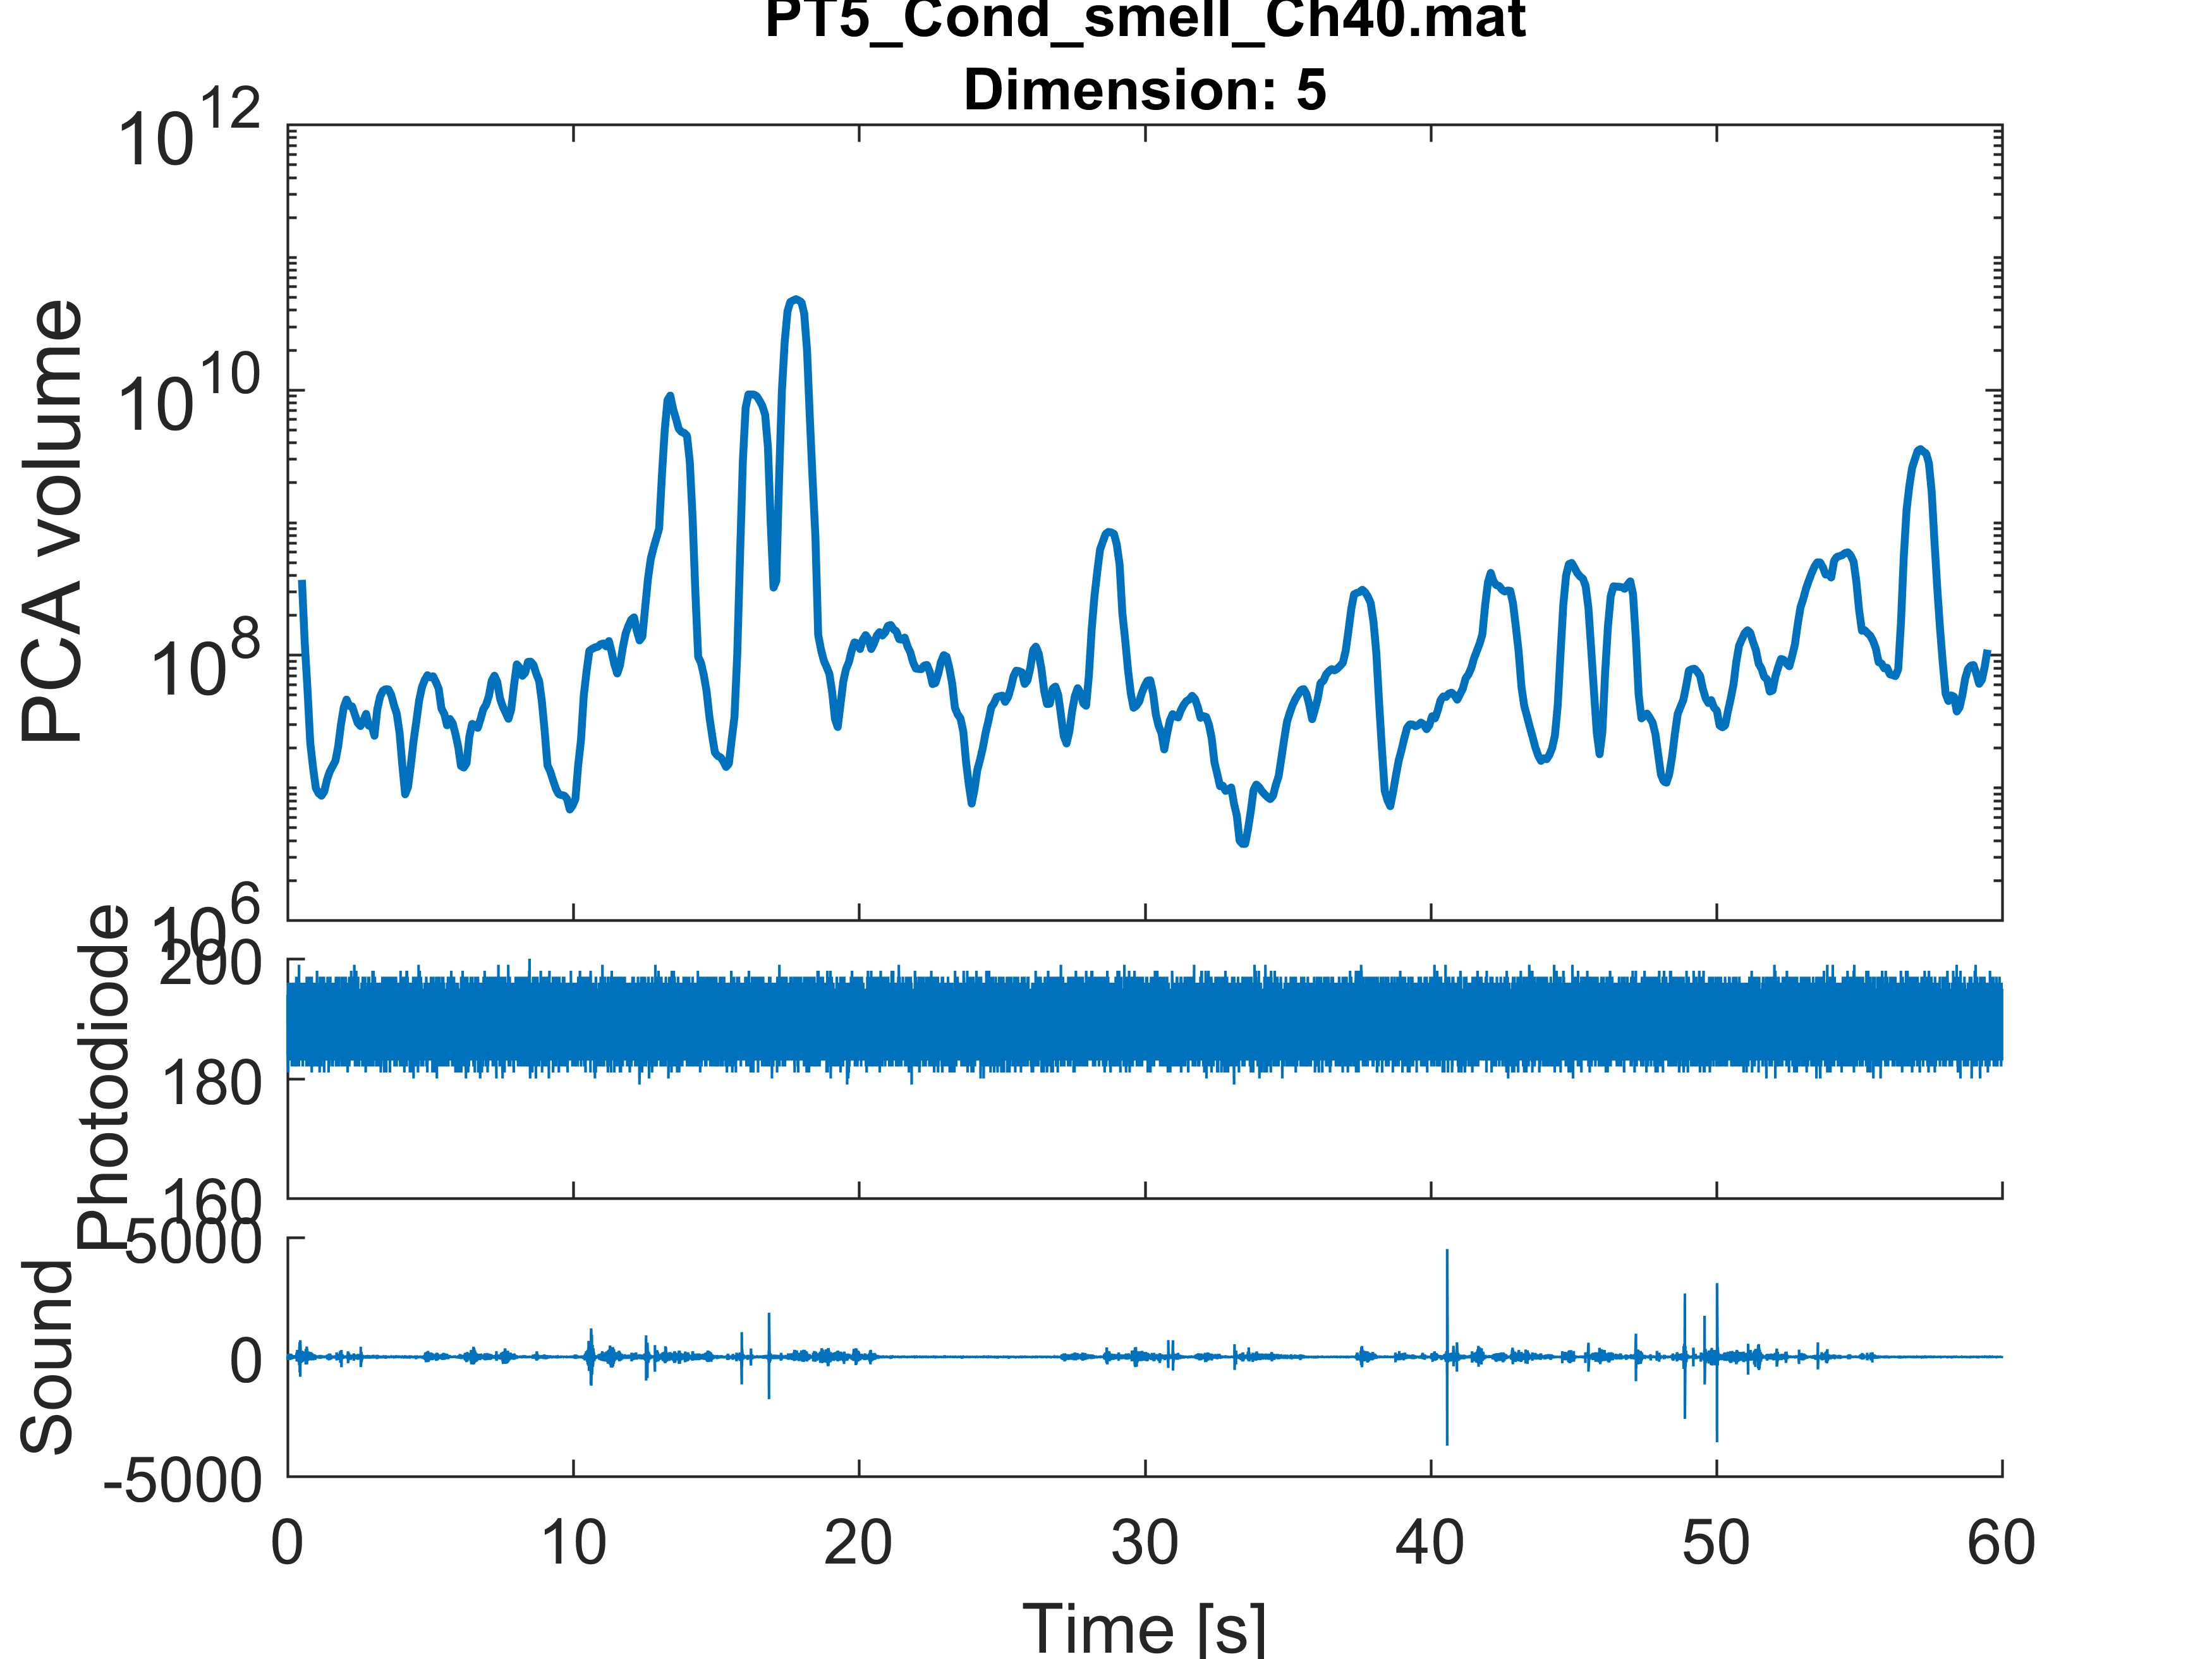 PT5_Cond_smell_Ch40.mat
Dimension: 5
PCA volume
10^12
10^10
10^8
10^6
Photodiode
200
180
160
Sound
5000
0
-5000
0 10 20 30 40 50 60
Time [s]